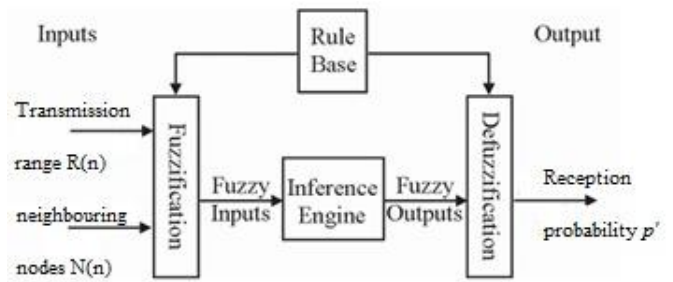 Inputs
Rule
Base
Output
Transmission
range R(n)
neighbouring
nodes N(n)
Fuzzification
Fuzzy
Inputs
Inference
Engine
Fuzzy
Outputs
Defuzzification
Reception
probability p′